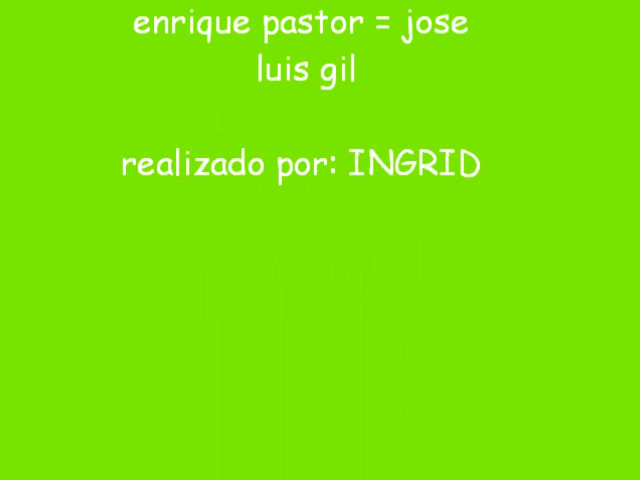 enrique pastor = jose
luis gil
realizado por: INGRID